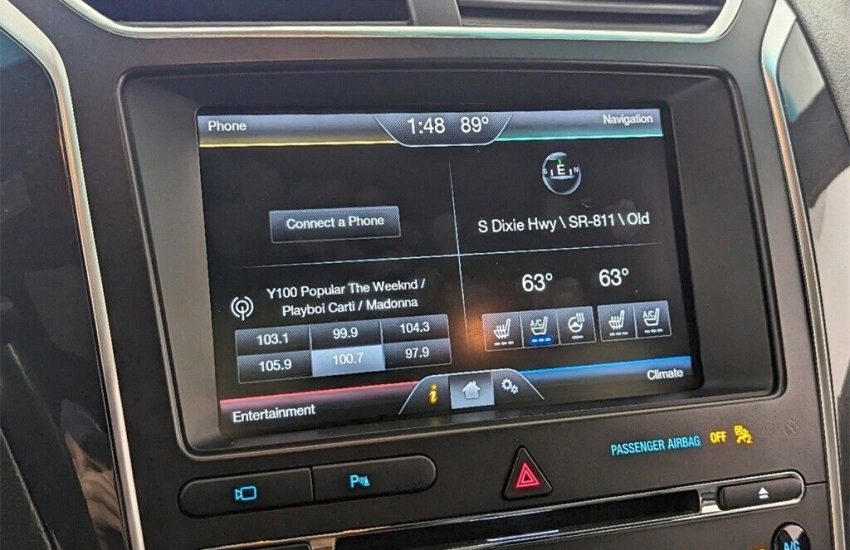 Phone
1:48 89°
Navigation
S E N
Connect a Phone
S Dixie Hwy \ SR-811 \ Old
Y100 Popular The Weeknd /
Playboi Carti / Madonna
63° 63°
103.1 99.9 104.3
105.9 100.7 97.9
A/C A/C
Entertainment
i
Climate
PASSENGER AIRBAG OFF 2
P
A/C